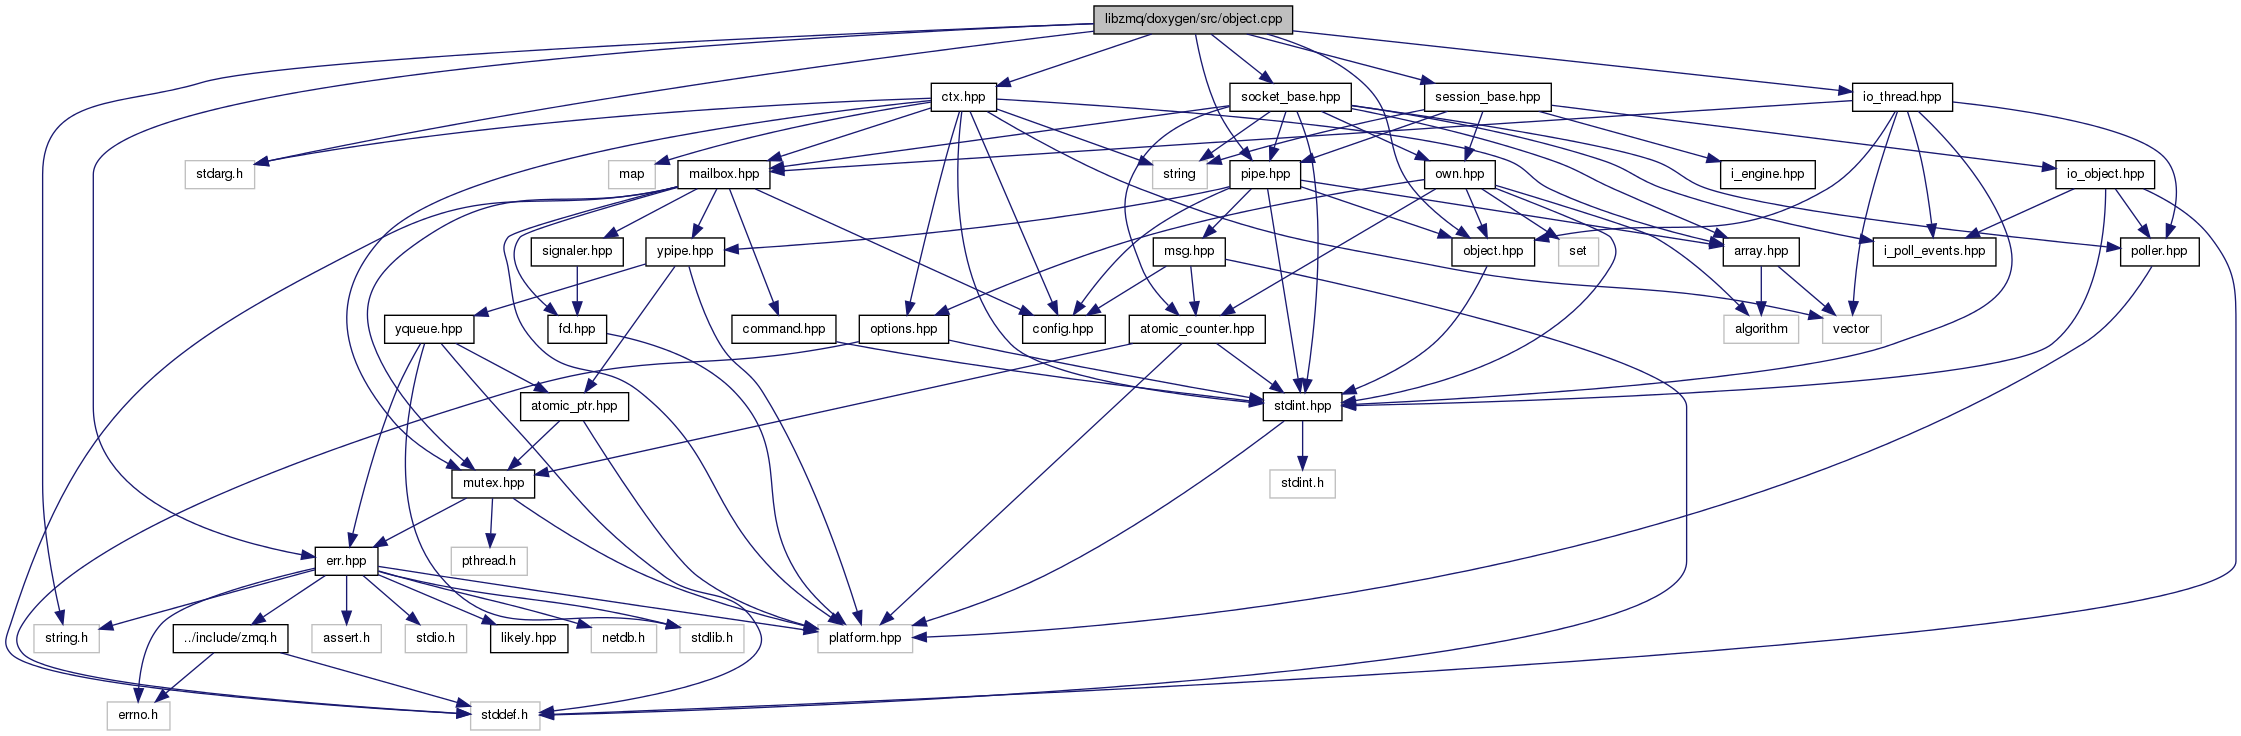 libzmq/doxygen/src/object.cpp
ctx.hpp
socket_base.hpp
session_base.hpp
io_thread.hpp
stdarg.h
map
mailbox.hpp
string
pipe.hpp
own.hpp
i_engine.hpp
io_object.hpp
signaler.hpp
ypipe.hpp
msg.hpp
object.hpp
set
array.hpp
i_poll_events.hpp
poller.hpp
yqueue.hpp
fd.hpp
command.hpp
options.hpp
config.hpp
atomic_counter.hpp
algorithm
vector
atomic_ptr.hpp
stdint.hpp
mutex.hpp
stdint.h
err.hpp
pthread.h
string.h
../include/zmq.h
assert.h
stdio.h
likely.hpp
netdb.h
stdlib.h
platform.hpp
errno.h
stddef.h